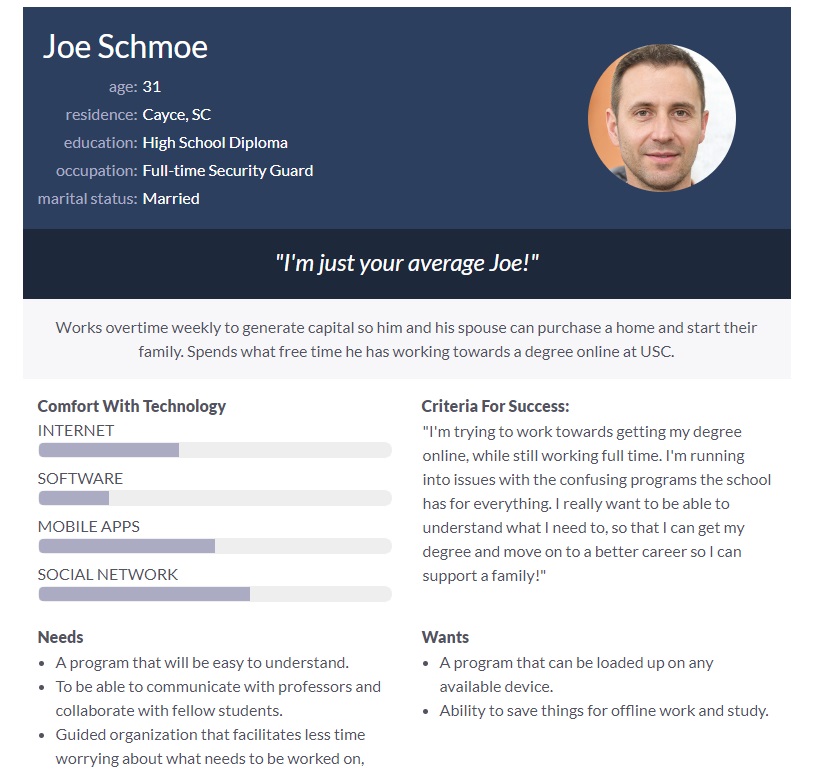 Joe Schmoe
age: 31
residence: Cayce, SC
education: High School Diploma
occupation: Full-time Security Guard
marital status: Married
"I'm just your average Joe!"
Works overtime weekly to generate capital so him and his spouse can purchase a home and start their
family. Spends what free time he has working towards a degree online at USC.
Comfort With Technology
INTERNET
SOFTWARE
MOBILE APPS
SOCIAL NETWORK
Criteria For Success:
"I'm trying to work towards getting my degree
online, while still working full time. I'm running
into issues with the confusing programs the school
has for everything. I really want to be able to
understand what I need to, so that I can get my
degree and move on to a better career so I can
support a family!"
Needs
• A program that will be easy to understand.
• To be able to communicate with professors and
collaborate with fellow students.
• Guided organization that facilitates less time
worrying about what needs to be worked on,
Wants
• A program that can be loaded up on any
available device.
• Ability to save things for offline work and study.